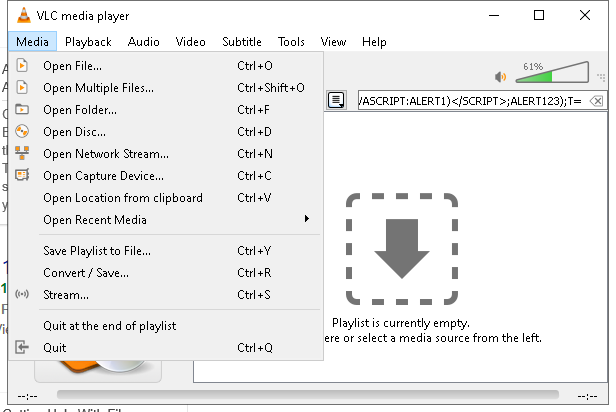 VLC media player
Media Playback Audio Video Subtitle Tools View Help
Open File... Ctrl+O
Open Multiple Files... Ctrl+Shift+O
Open Folder... Ctrl+F
Open Disc... Ctrl+D
Open Network Stream... Ctrl+N
Open Capture Device... Ctrl+C
Open Location from clipboard Ctrl+V
Open Recent Media
Save Playlist to File... Ctrl+Y
Convert / Save... Ctrl+R
Stream... Ctrl+S
Quit at the end of playlist
Quit Ctrl+Q
61%
/ASCRIPT:ALERT1)</SCRIPT>;ALERT123);T=
Playlist is currently empty.
ere or select a media source from the left.
--:-- --:--